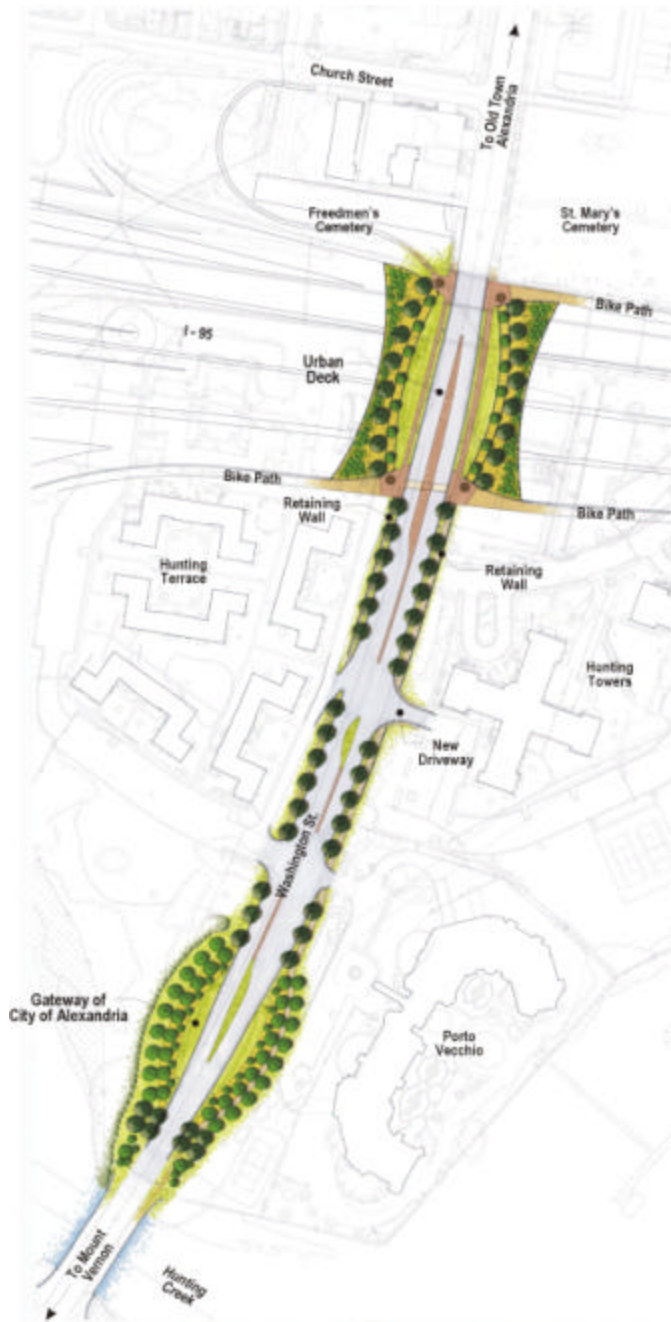 Church Street
To Old Town
Alexandria
Freedmen's
Cemetery
St. Mary's
Cemetery
Bike Path
I - 95
Urban
Deck
Bike Path
Bike Path
Retaining
Wall
Retaining
Wall
Hunting
Terrace
Hunting
Towers
New
Driveway
Washington St.
Gateway of
City of Alexandria
Porto
Vecchio
To Mount
Vernon
Hunting
Creek